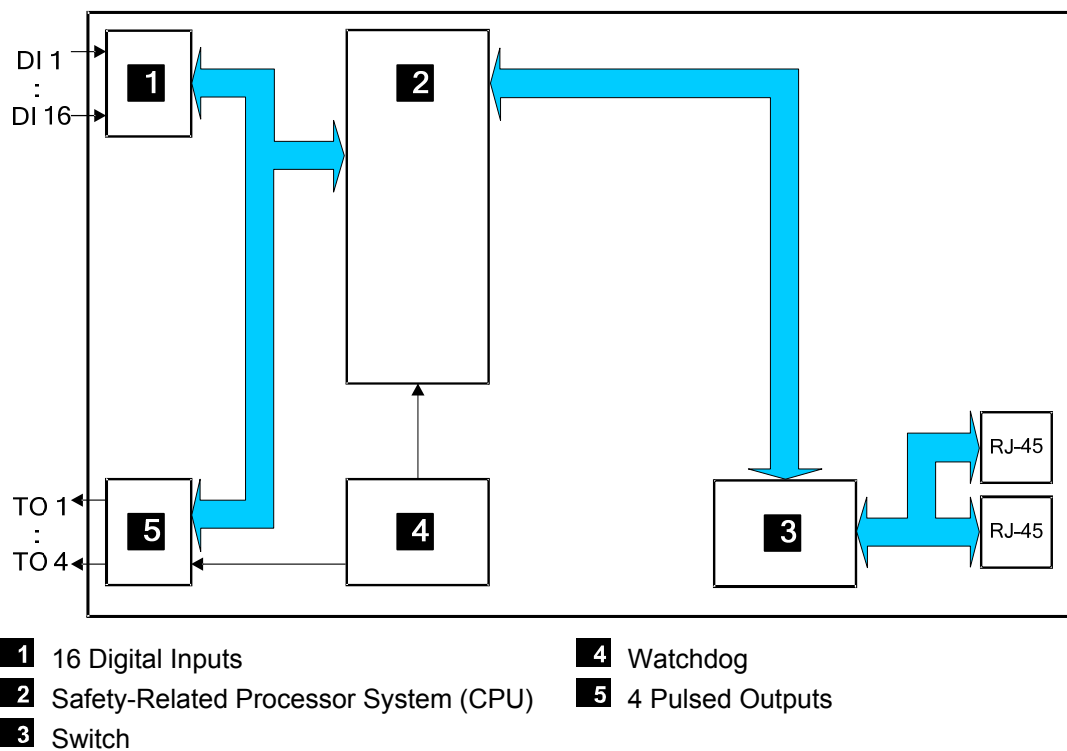 DI 1
:
DI 16
1
2
RJ-45
RJ-45
TO 1
:
TO 4
5
4
3
1 16 Digital Inputs
2 Safety-Related Processor System (CPU)
3 Switch
4 Watchdog
5 4 Pulsed Outputs